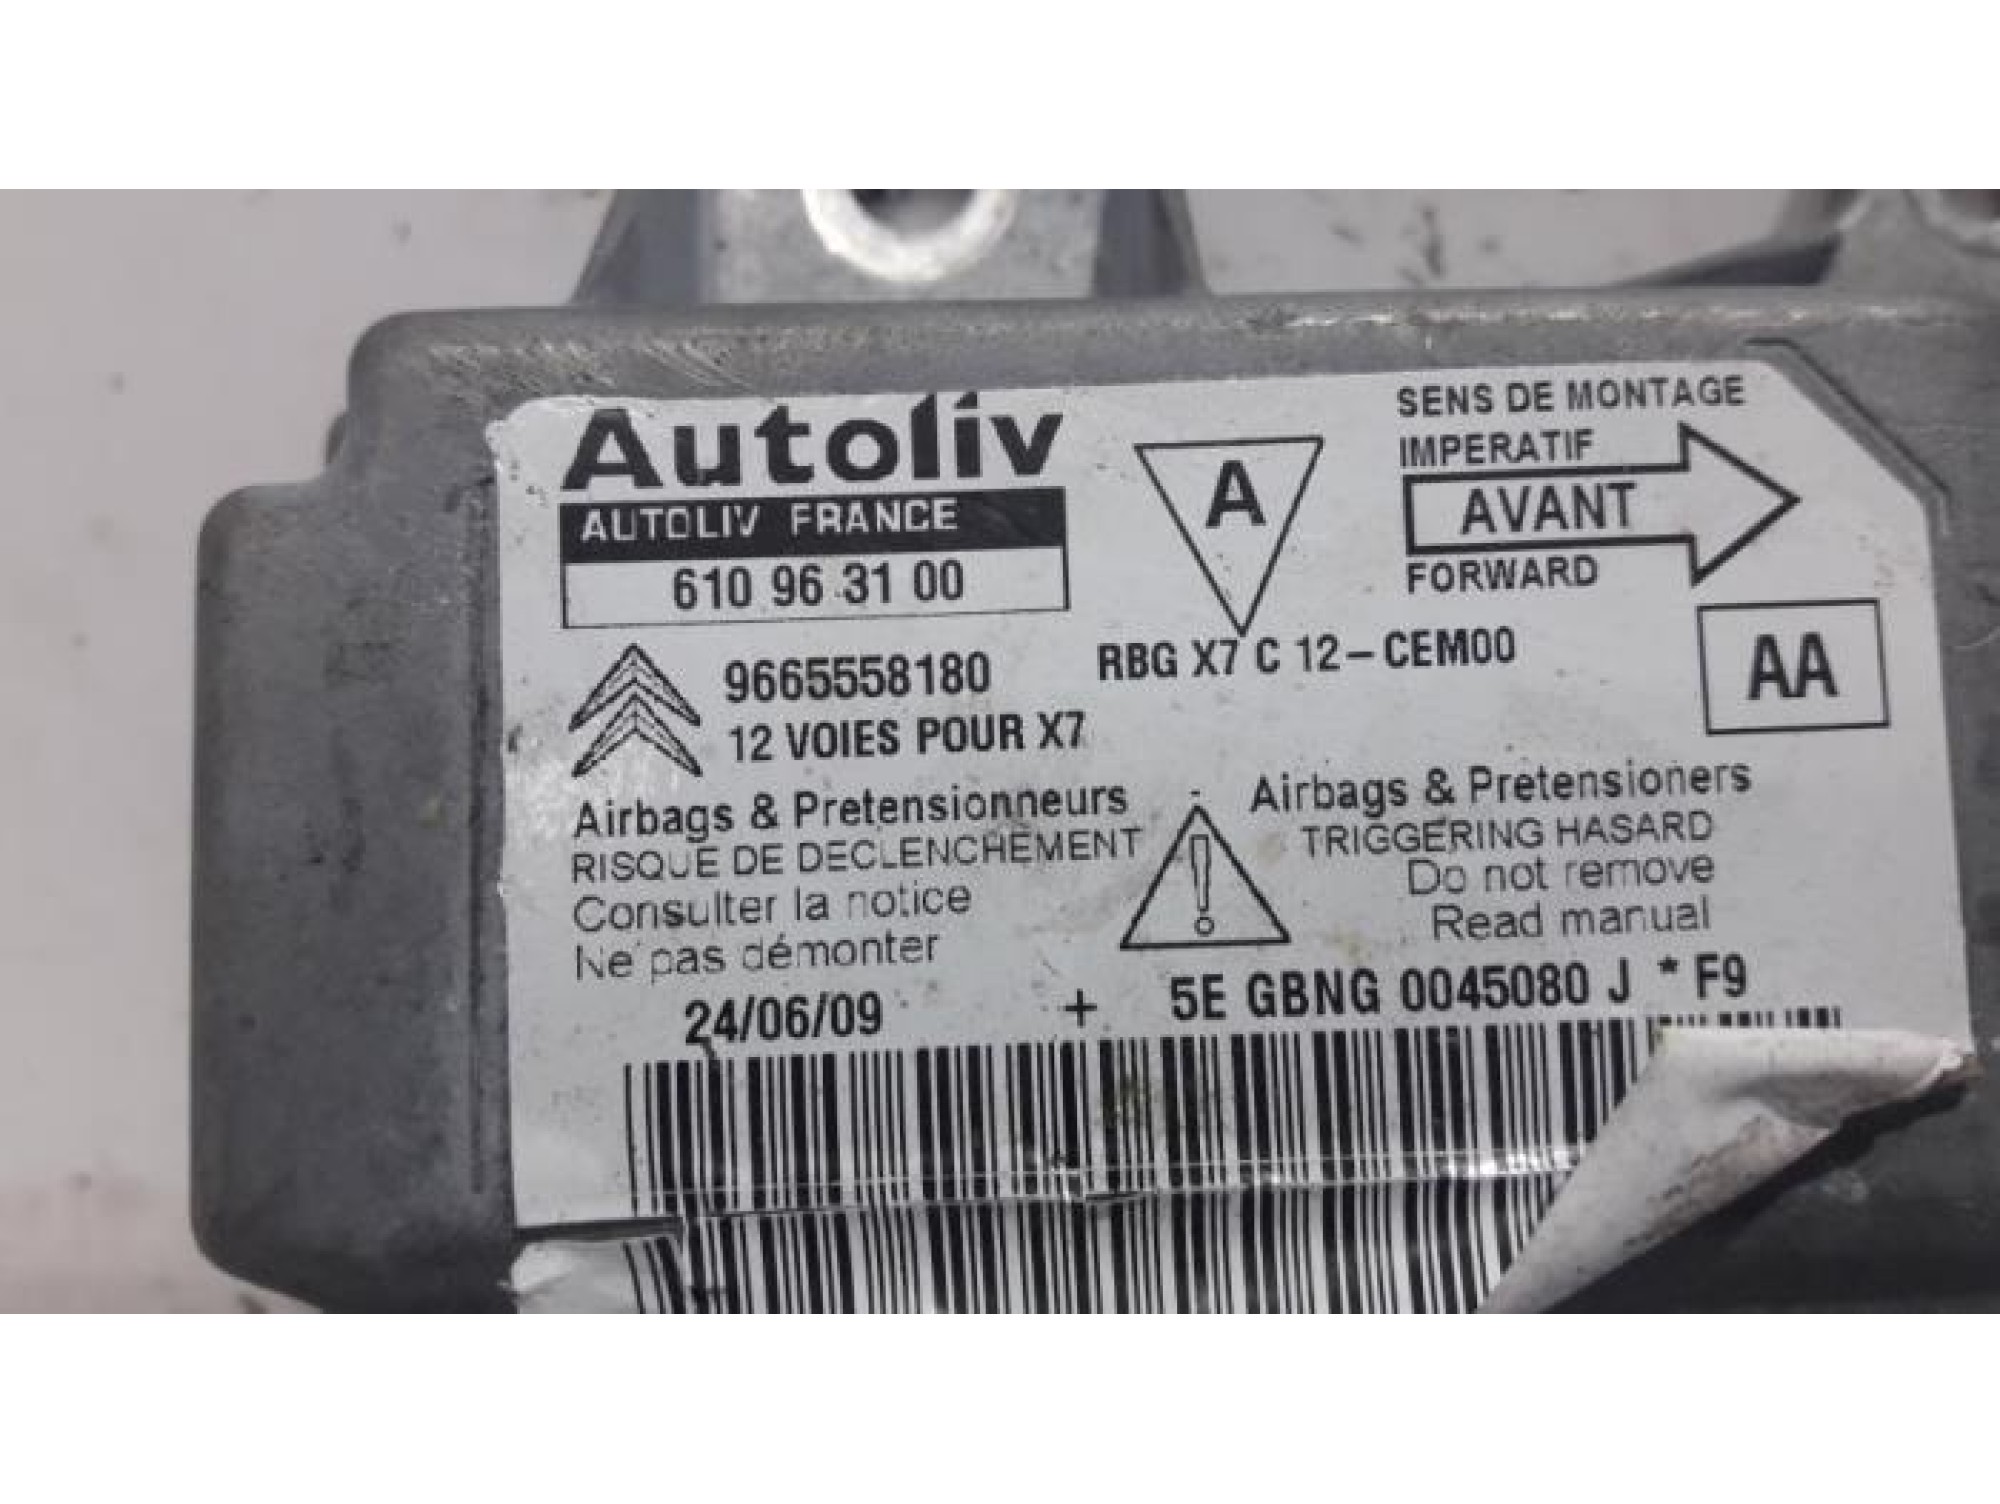 Autoliv
AUTOLIV FRANCE
610 96 31 00
A
SENS DE MONTAGE
IMPERATIF
AVANT
FORWARD
9665558180
RBG X7 C 12-CEM00
AA
12 VOIES POUR X7
Airbags & Pretensionneurs
RISQUE DE DECLENCHEMENT
Consulter la notice
Ne pas démonter
!
Airbags & Pretensioners
TRIGGERING HASARD
Do not remove
Read manual
24/06/09 + 5E GBNG 0045080 J * F9